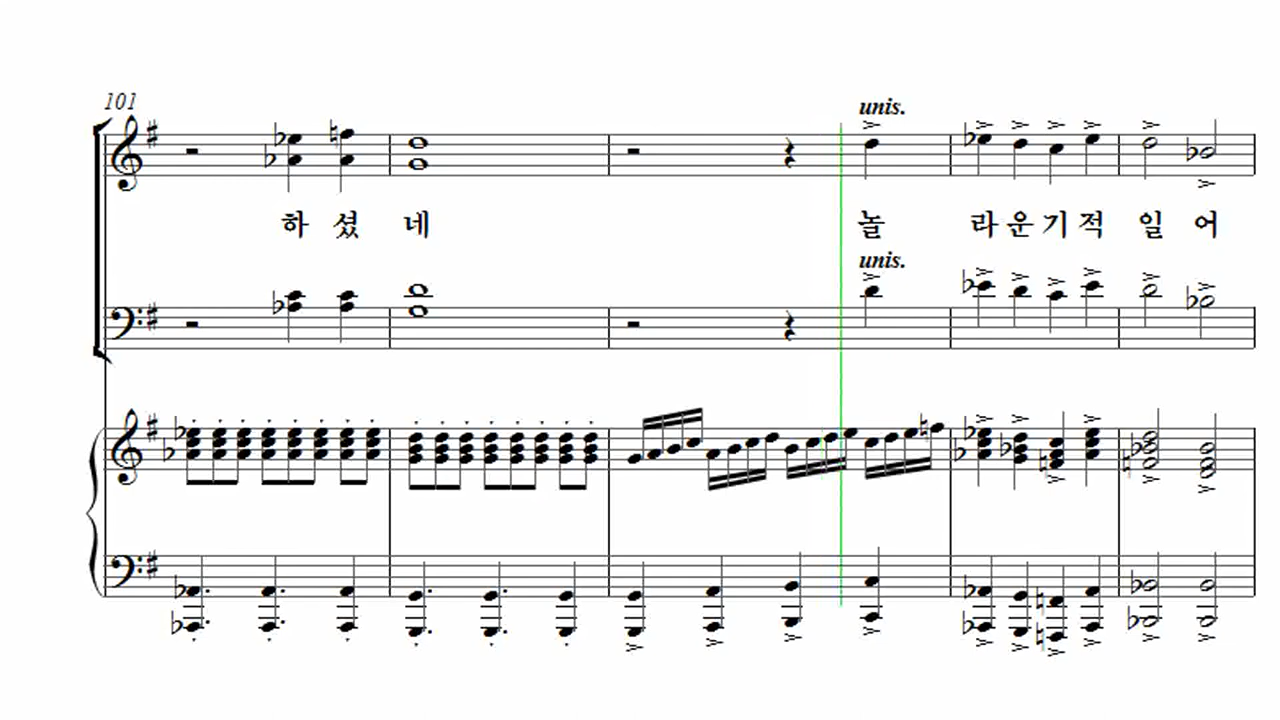 101
unis.
하 셨 네 놀 라 운 기 적 일 어
unis.